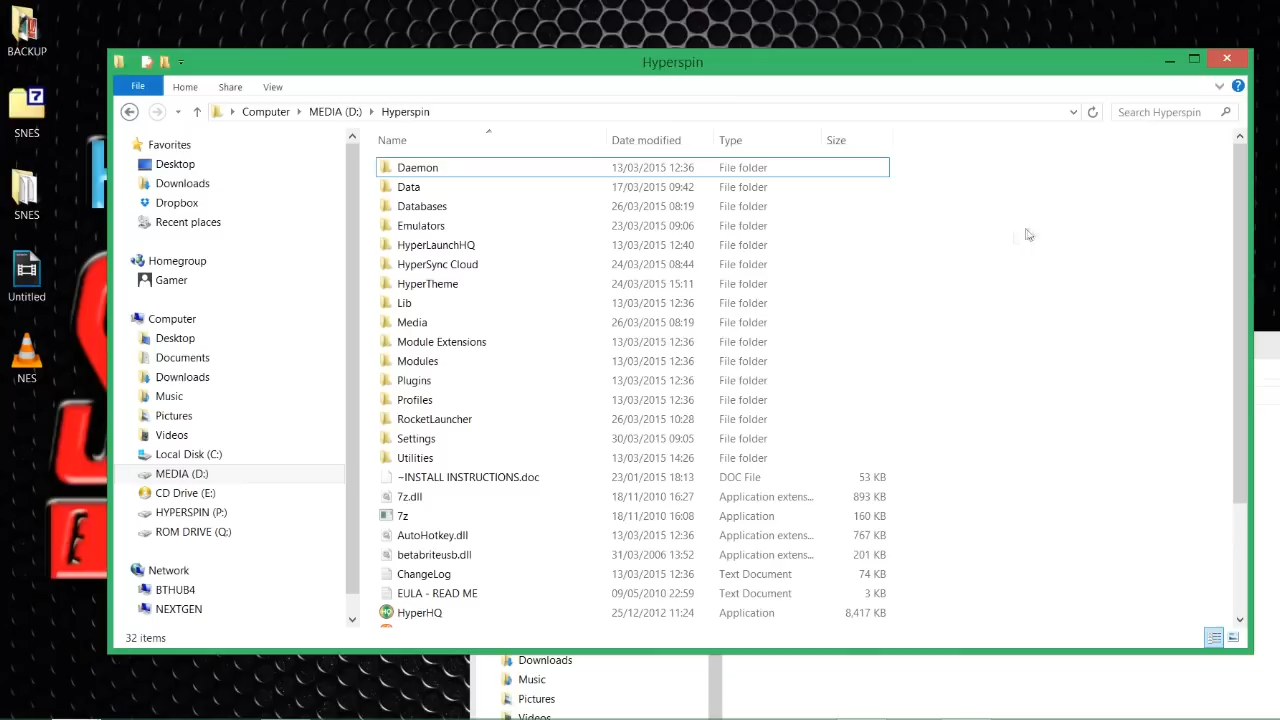 BACKUP
SNES
SNES
Untitled
NES
Hyperspin
File Home Share View
Computer MEDIA (D:) Hyperspin
Search Hyperspin
Favorites
Desktop
Downloads
Dropbox
Recent places
Homegroup
Gamer
Computer
Desktop
Documents
Downloads
Music
Pictures
Videos
Local Disk (C:)
MEDIA (D:)
CD Drive (E:)
HYPERSPIN (P:)
ROM DRIVE (Q:)
Network
BTHUB4
NEXTGEN
Name Date modified Type Size
Daemon 13/03/2015 12:36 File folder
Data 17/03/2015 09:42 File folder
Databases 26/03/2015 08:19 File folder
Emulators 23/03/2015 09:06 File folder
HyperLaunchHQ 13/03/2015 12:40 File folder
HyperSync Cloud 24/03/2015 08:44 File folder
HyperTheme 24/03/2015 15:11 File folder
Lib 13/03/2015 12:36 File folder
Media 26/03/2015 08:19 File folder
Module Extensions 13/03/2015 12:36 File folder
Modules 13/03/2015 12:36 File folder
Plugins 13/03/2015 12:36 File folder
Profiles 13/03/2015 12:36 File folder
RocketLauncher 26/03/2015 10:28 File folder
Settings 30/03/2015 09:05 File folder
Utilities 13/03/2015 14:26 File folder
~INSTALL INSTRUCTIONS.doc 23/01/2015 18:13 DOC File 53 KB
7z.dll 18/11/2010 16:27 Application extens... 893 KB
7z 18/11/2010 16:08 Application 160 KB
AutoHotkey.dll 13/03/2015 12:36 Application extens... 767 KB
betabriteusb.dll 31/03/2006 13:52 Application extens... 201 KB
ChangeLog 13/03/2015 12:36 Text Document 74 KB
EULA - READ ME 09/05/2010 22:59 Text Document 3 KB
HyperHQ 25/12/2012 11:24 Application 8,417 KB
32 items
Downloads
Music
Pictures
Videos